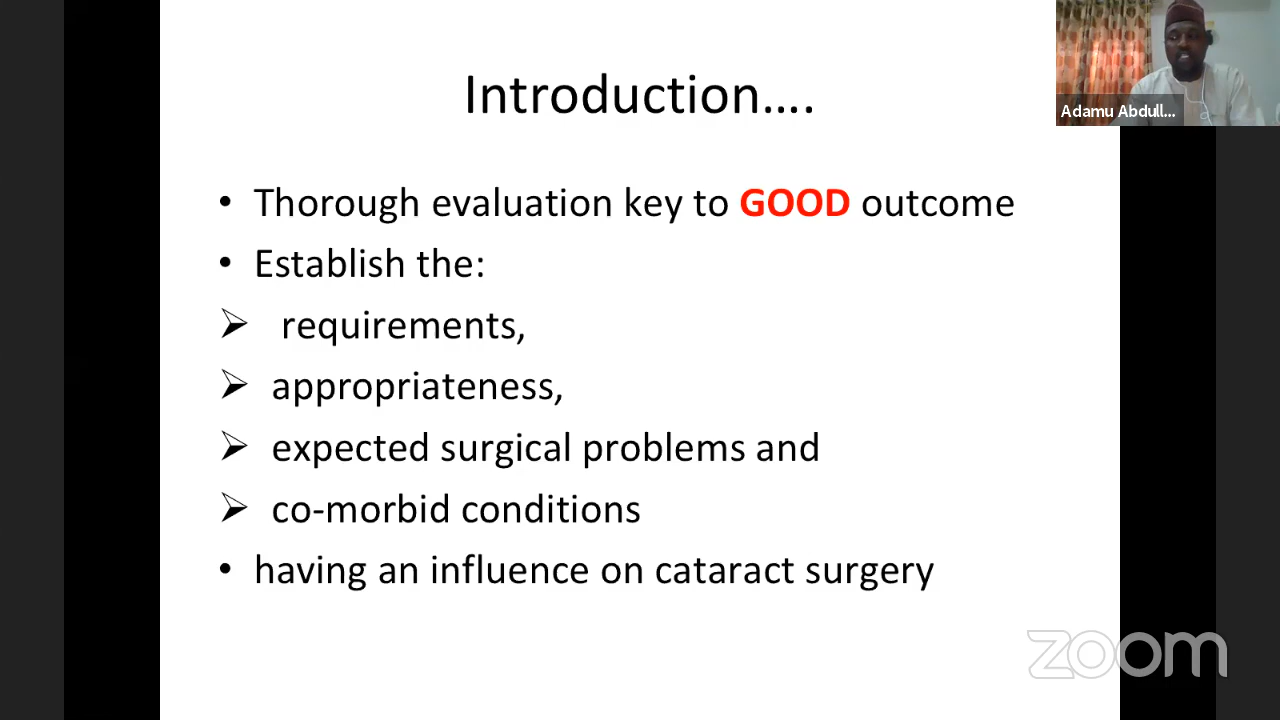 Introduction….
Adamu Abdull...
• Thorough evaluation key to GOOD outcome
• Establish the:
➢ requirements,
➢ appropriateness,
➢ expected surgical problems and
➢ co-morbid conditions
• having an influence on cataract surgery
zoom